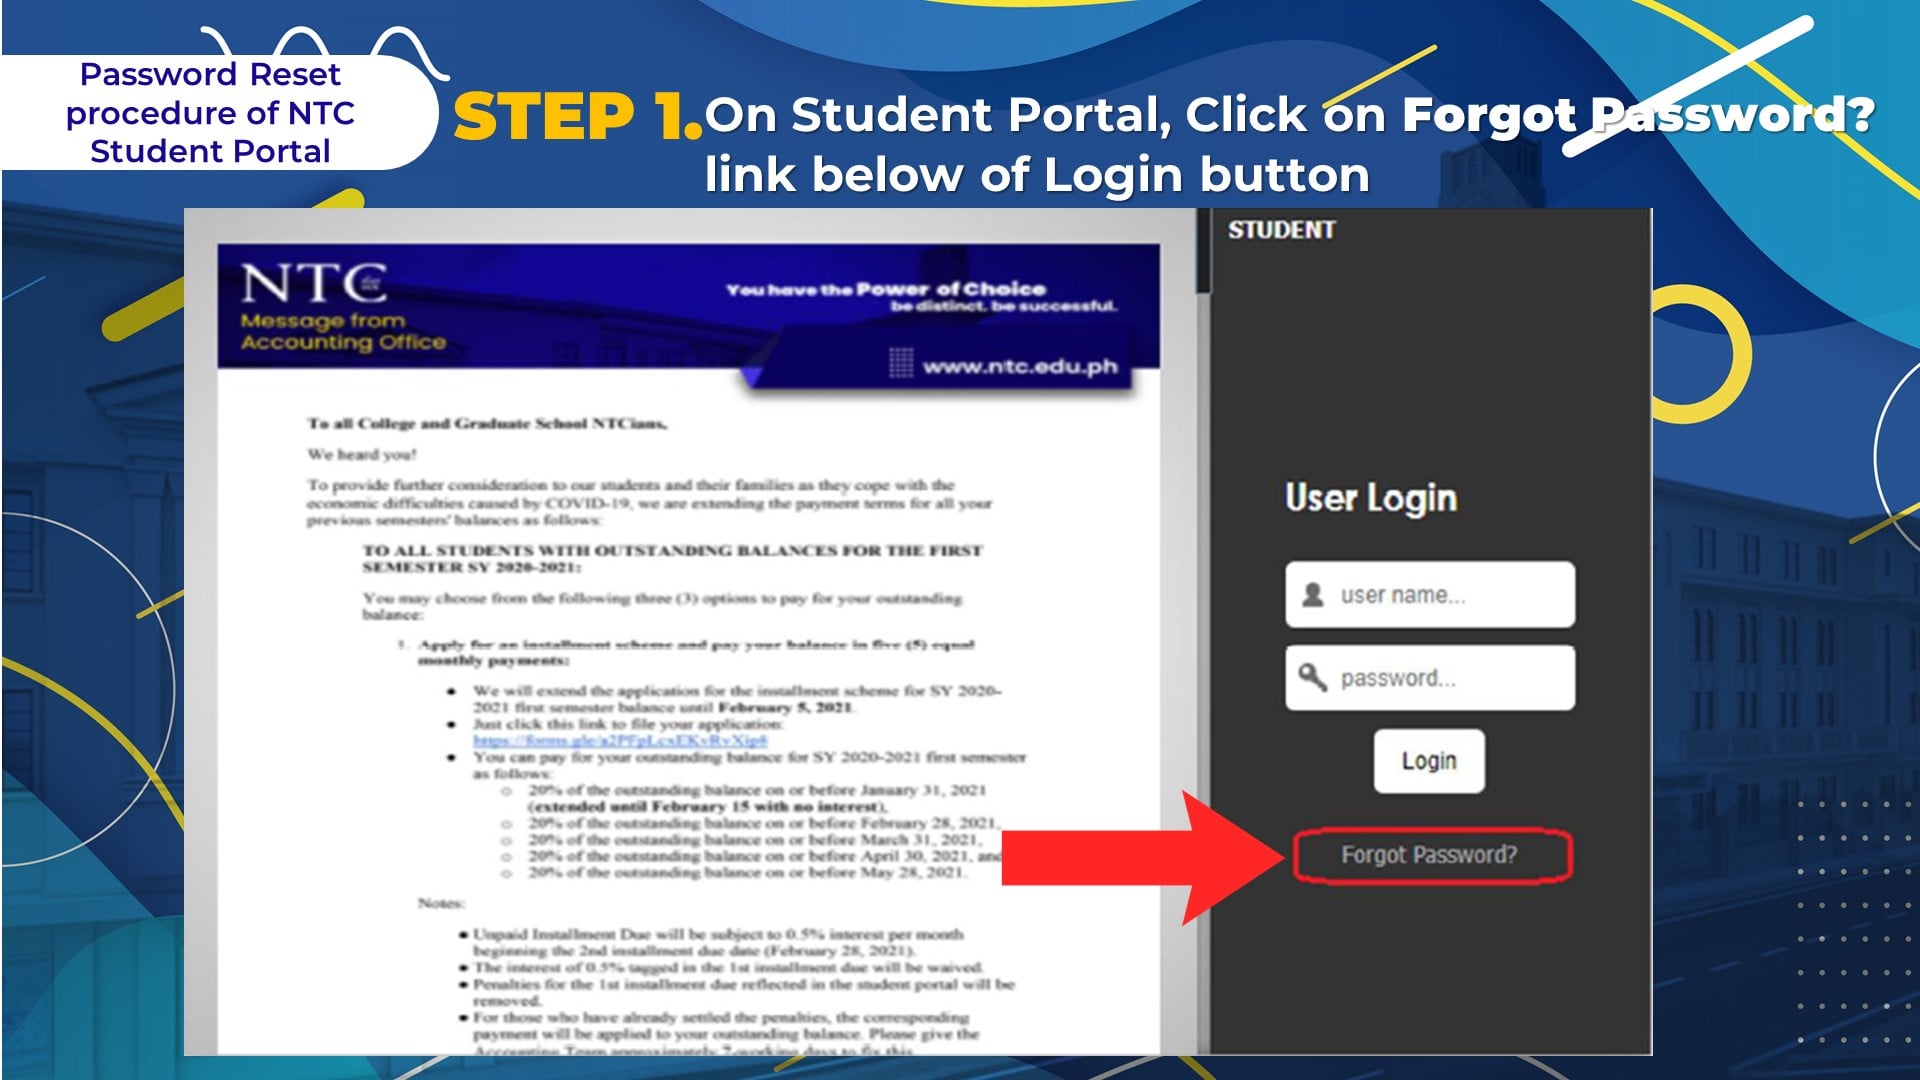 Password Reset
procedure of NTC
Student Portal
STEP 1. On Student Portal, Click on Forgot Password?
link below of Login button
NTC
Message from
Accounting Office
You have the Power of Choice
be distinct. be successful.
www.ntc.edu.ph
To all College and Graduate School NTCians,
We heard you!
To provide further consideration to our students and their families as they cope with the
economic difficulties caused by COVID-19, we are extending the payment terms for all your
previous semesters' balances as follows:
TO ALL STUDENTS WITH OUTSTANDING BALANCES FOR THE FIRST
SEMESTER SY 2020-2021:
You may choose from the following three (3) options to pay for your outstanding
balance:
1. Apply for an installment scheme and pay your balance in five (5) equal
monthly payments:
● We will extend the application for the installment scheme for SY 2020-
2021 first semester balance until February 5, 2021.
● Just click this link to file your application:
● You can pay for your outstanding balance for SY 2020-2021 first semester
as follows:
○ 20% of the outstanding balance on or before January 31, 2021
(extended until February 15 with no interest),
○ 20% of the outstanding balance on or before February 28, 2021,
○ 20% of the outstanding balance on or before March 31, 2021,
○ 20% of the outstanding balance on or before April 30, 2021, and
○ 20% of the outstanding balance on or before May 28, 2021.
Notes:
● Unpaid Installment Due will be subject to 0.5% interest per month
beginning the 2nd installment due date (February 28, 2021).
● The interest of 0.5% tagged in the 1st installment due will be waived.
● Penalties for the 1st installment due reflected in the student portal will be
removed.
● For those who have already settled the penalties, the corresponding
payment will be applied to your outstanding balance. Please give the
Accounting Team approximately 7-working days to fix this.
STUDENT
User Login
user name...
password...
Login
Forgot Password?